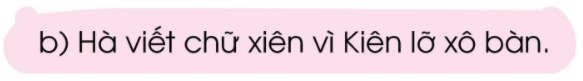 b) Hà viết chữ xiên vì Kiên lỡ xô bàn.